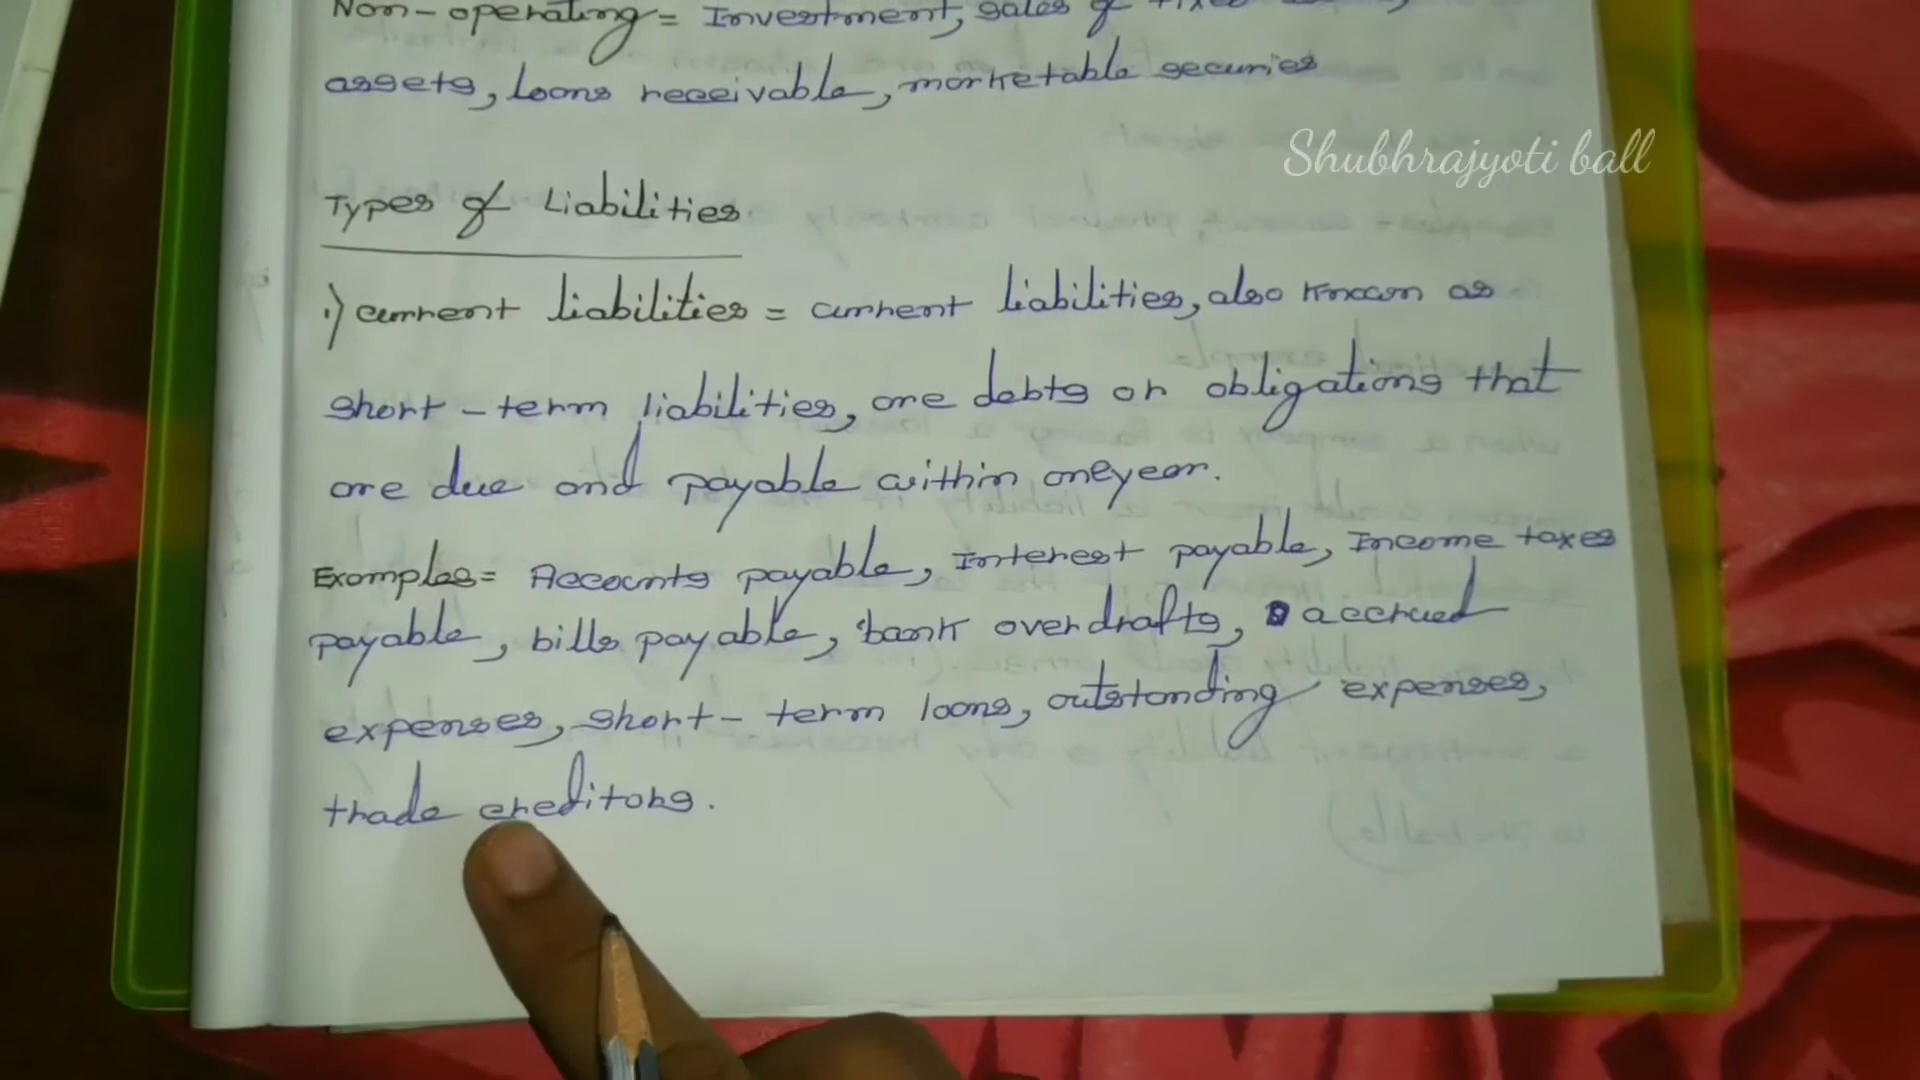 Non-operating = Investment, sales of fixed
assets, Loans receivable, marketable securies
Shubhrajyoti ball
Types of Liabilities
1) current liabilities = current liabilities, also known as
short-term liabilities, are debts or obligations that
are due and payable within oneyear.
Examples= Accounts payable, Interest payable, Income taxes
payable, bills payable, bank overdrafts, accrued
expenses, short-term loans, outstanding expenses,
trade creditors.